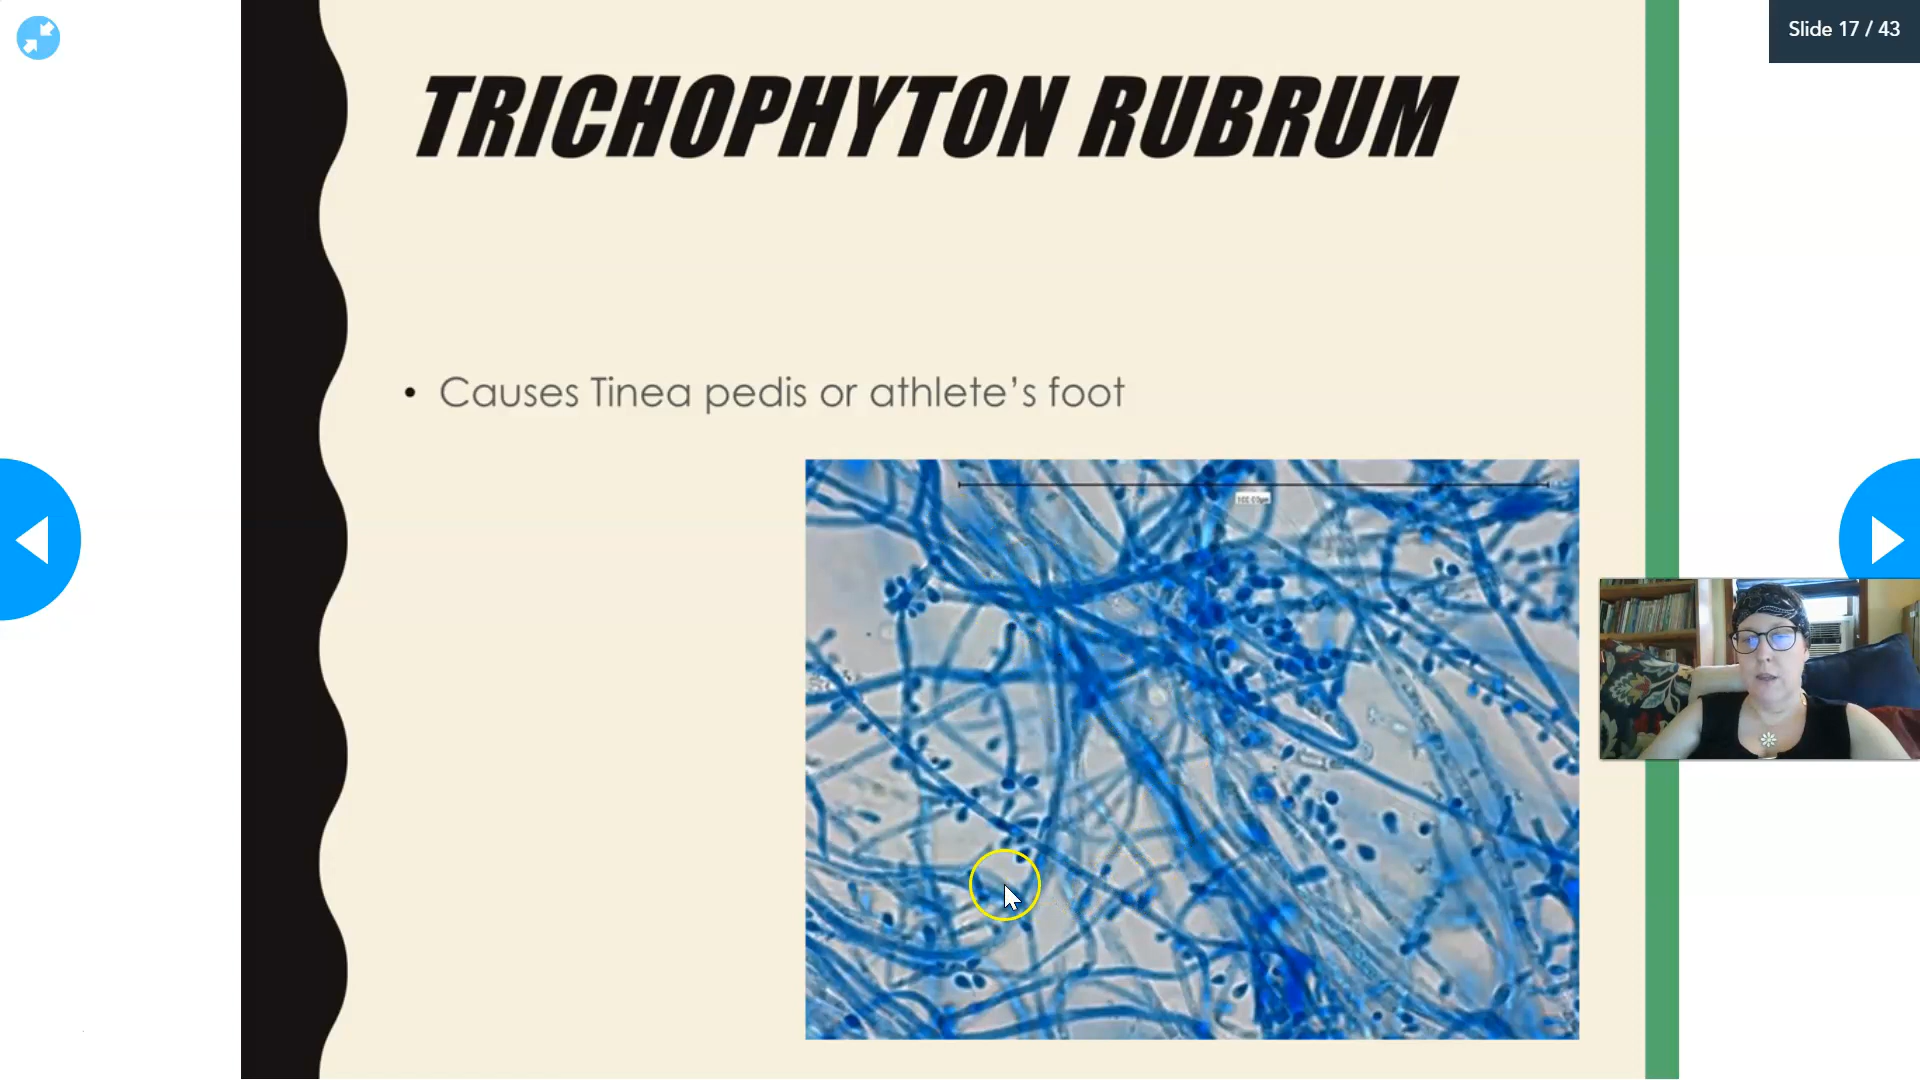 Slide 17 / 43
TRICHOPHYTON RUBRUM
• Causes Tinea pedis or athlete’s foot